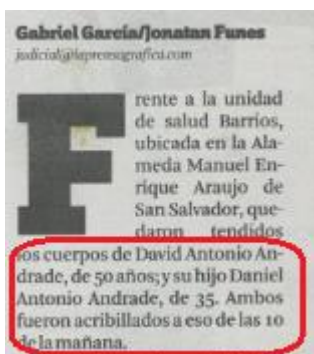 Gabriel García/Jonatan Funes
judicial@laprensagrafica.com
Frente a la unidad
de salud Barrios,
ubicada en la Ala-
meda Manuel En-
rique Araujo de
San Salvador, que-
daron tendidos
los cuerpos de David Antonio An-
drade, de 50 años; y su hijo Daniel
Antonio Andrade, de 35. Ambos
fueron acribillados a eso de las 10
de la mañana.